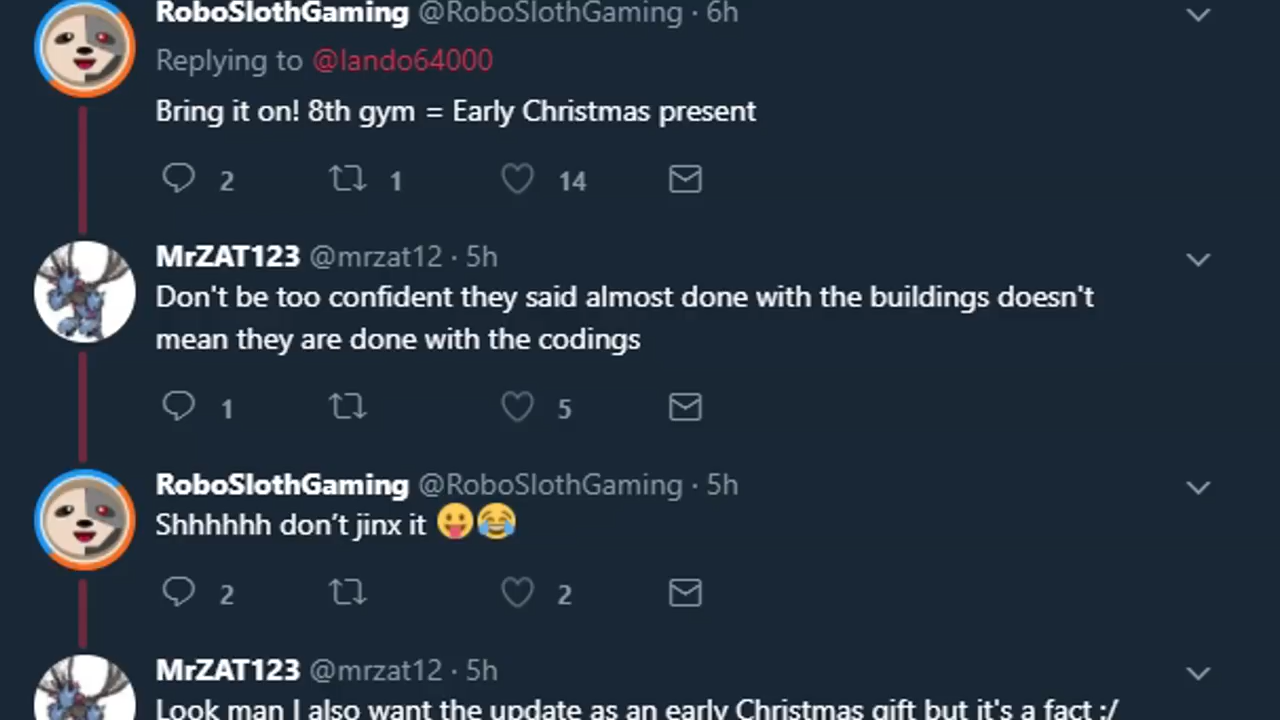 RoboSlothGaming @RoboSlothGaming · 6h
Replying to @lando64000
Bring it on! 8th gym = Early Christmas present
2 1 14
MrZAT123 @mrzat12 · 5h
Don't be too confident they said almost done with the buildings doesn't
mean they are done with the codings
1 5
RoboSlothGaming @RoboSlothGaming · 5h
Shhhhhh don’t jinx it 😛😂
2 2
MrZAT123 @mrzat12 · 5h
Look man I also want the update as an early Christmas gift but it's a fact :/